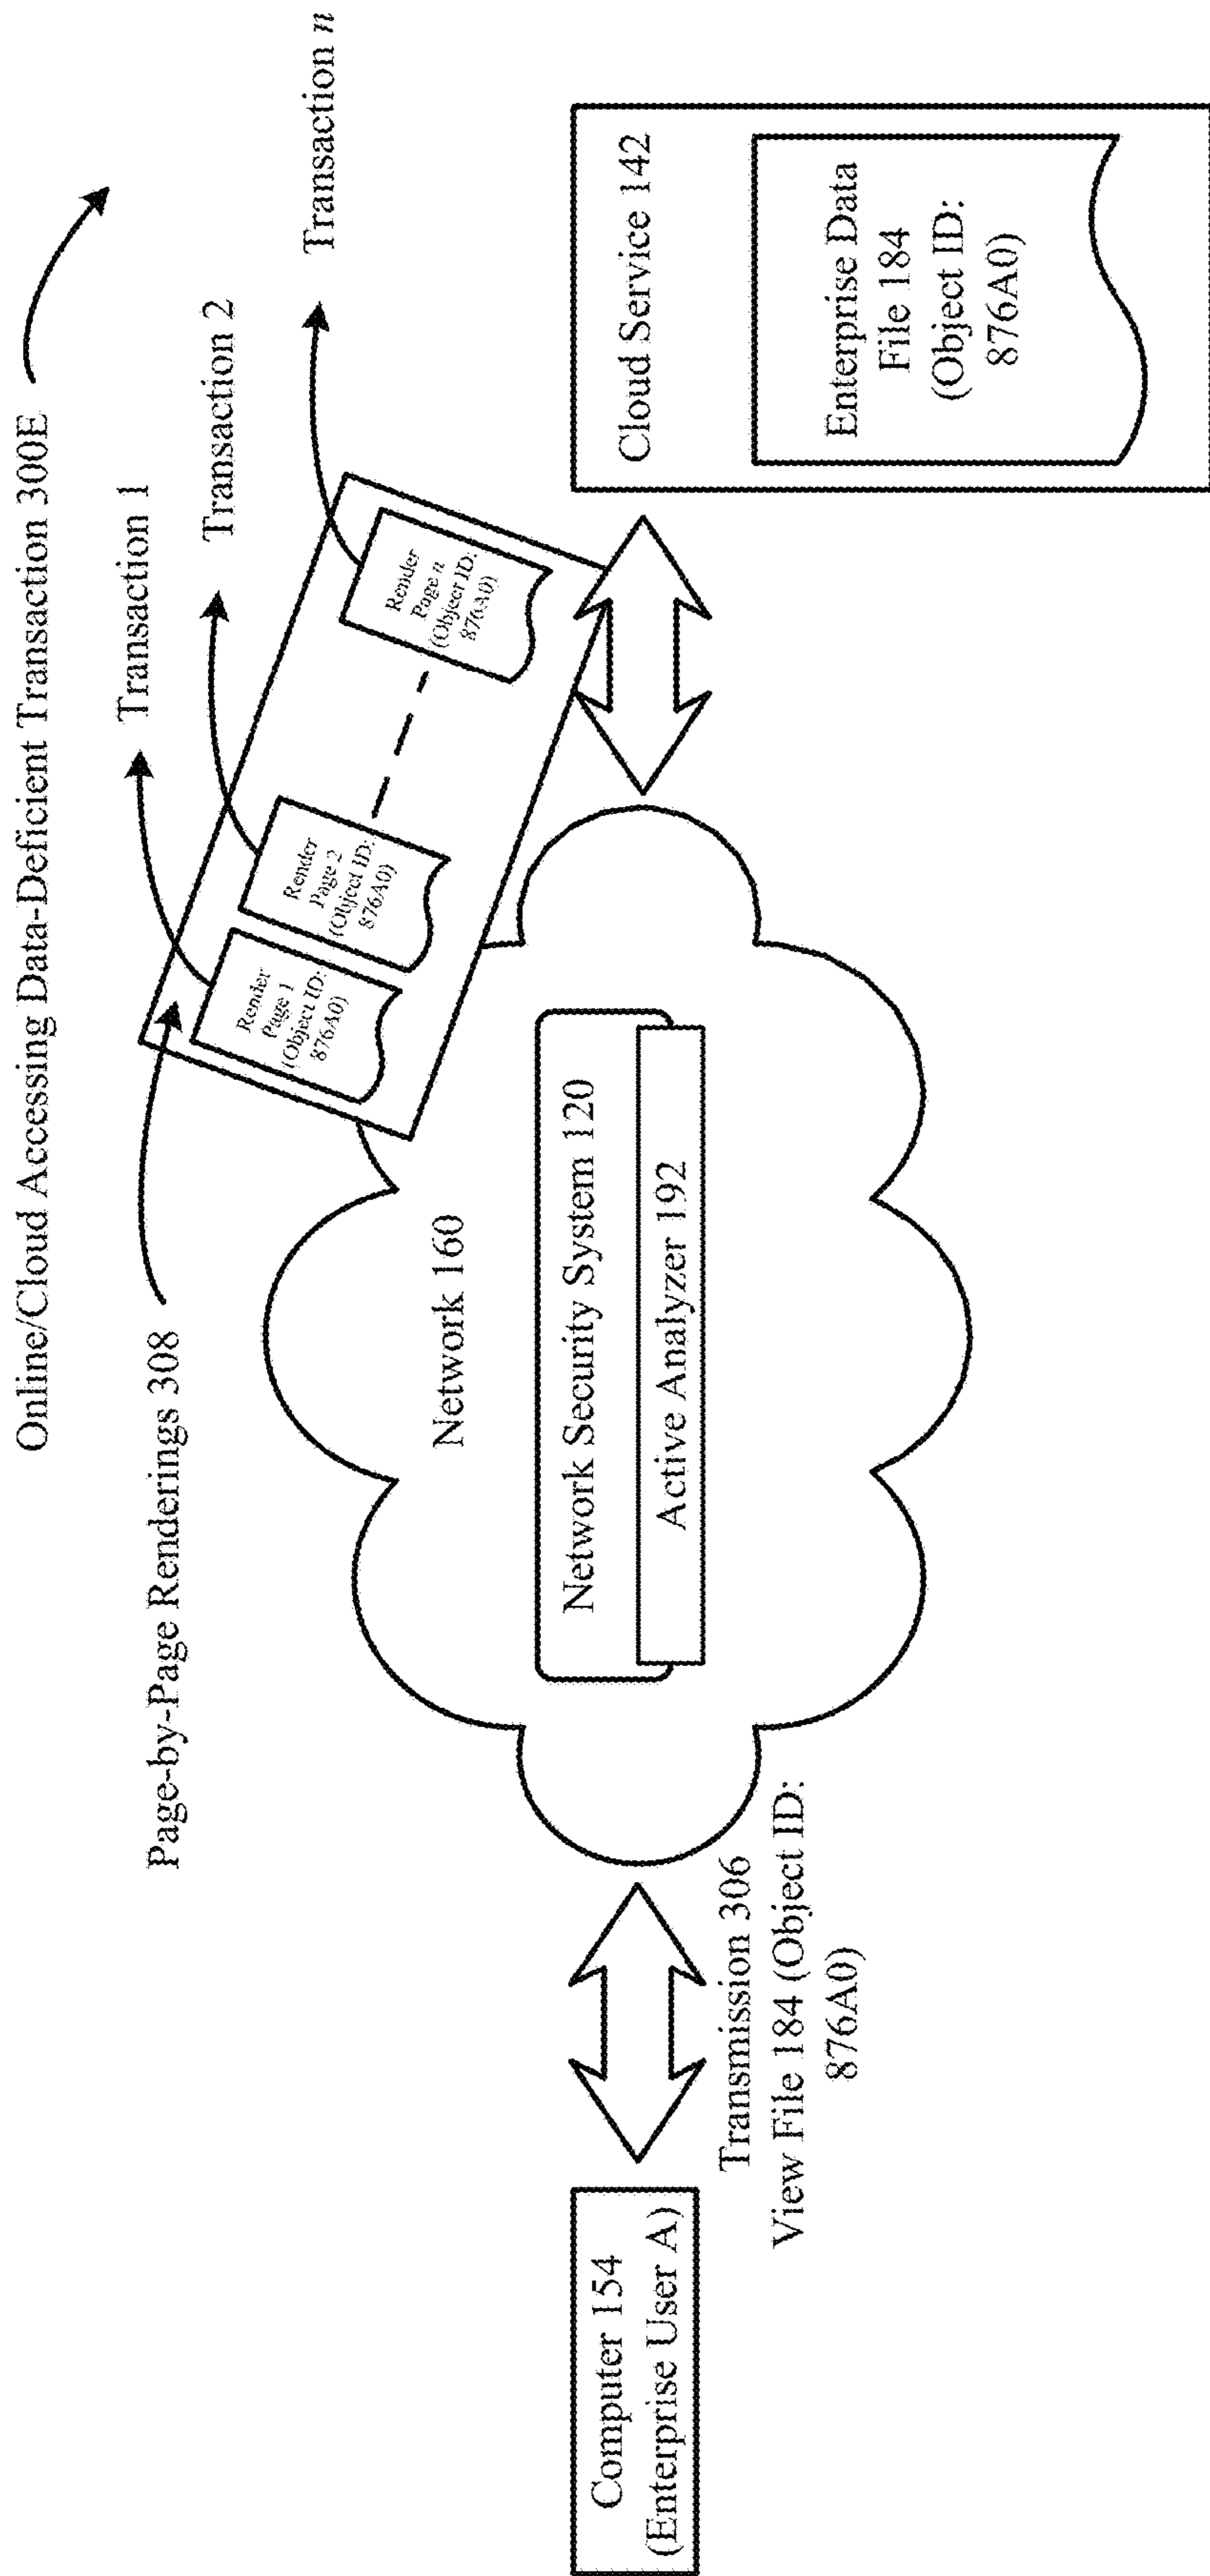 Online/Cloud Accessing Data-Deficient Transaction 300E
Transaction 1
Transaction 2
Transaction n
Page-by-Page Renderings 308
Render
Page 1
(Object ID:
876A0)
Render
Page 2
(Object ID:
876A0)
Render
Page n
(Object ID:
876A0)
Network 160
Network Security System 120
Active Analyzer 192
Computer 154
(Enterprise User A)
Transmission 306
View File 184 (Object ID:
876A0)
Cloud Service 142
Enterprise Data
File 184
(Object ID:
876A0)